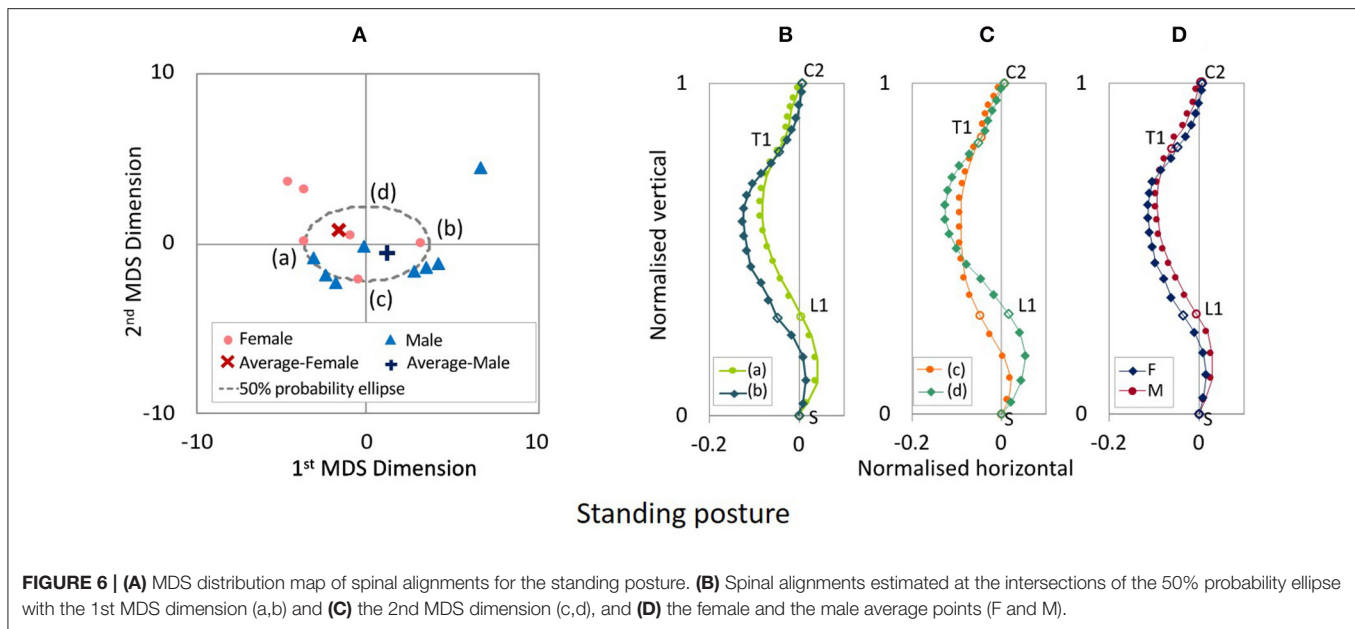 A
B
C
D
10
0
-10
-10
0
10
2nd MDS Dimension
1st MDS Dimension
(d)
(b)
(a)
(c)
Female
Male
Average-Female
Average-Male
50% probability ellipse
Normalised vertical
1
0
-0.2
0
C2
T1
L1
S
(a)
(b)
1
0
-0.2
0
C2
T1
L1
S
(c)
(d)
1
0
-0.2
0
C2
T1
L1
S
F
M
Normalised horizontal
Standing posture
FIGURE 6 | (A) MDS distribution map of spinal alignments for the standing posture. (B) Spinal alignments estimated at the intersections of the 50% probability ellipse
with the 1st MDS dimension (a,b) and (C) the 2nd MDS dimension (c,d), and (D) the female and the male average points (F and M).